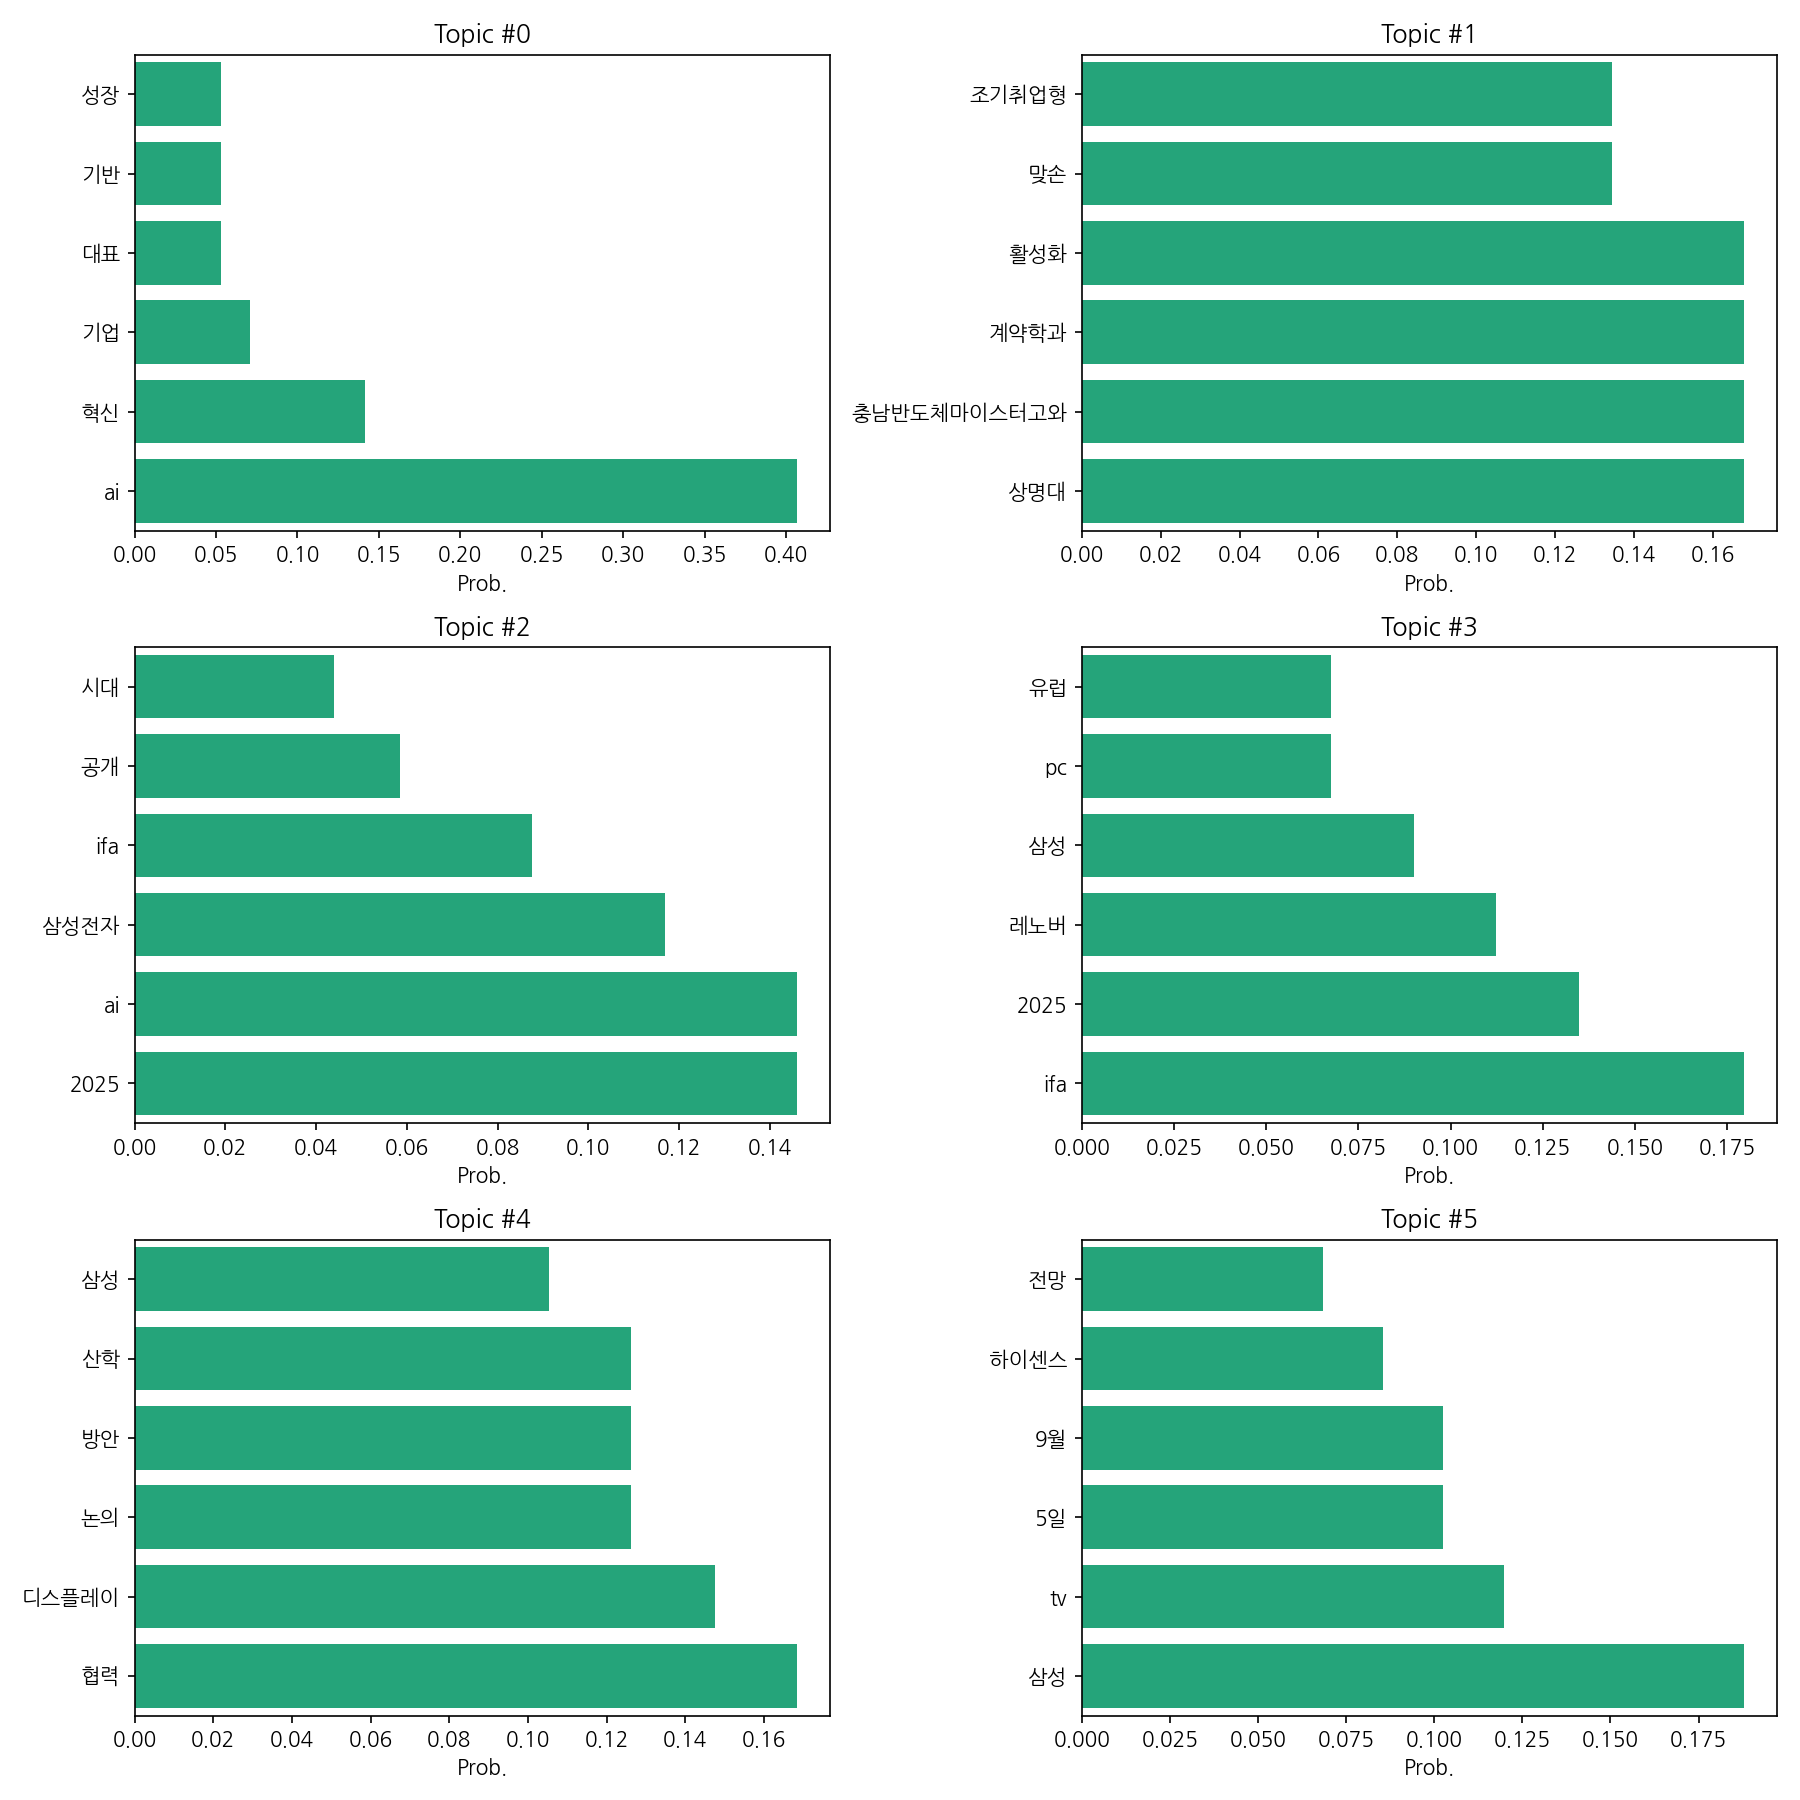 Topic #0
성장
기반
대표
기업
혁신
ai
0.00 0.05 0.10 0.15 0.20 0.25 0.30 0.35 0.40
Prob.
Topic #1
조기취업형
맞손
활성화
계약학과
충남반도체마이스터고와
상명대
0.00 0.02 0.04 0.06 0.08 0.10 0.12 0.14 0.16
Prob.
Topic #2
시대
공개
ifa
삼성전자
ai
2025
0.00 0.02 0.04 0.06 0.08 0.10 0.12 0.14
Prob.
Topic #3
유럽
pc
삼성
레노버
2025
ifa
0.000 0.025 0.050 0.075 0.100 0.125 0.150 0.175
Prob.
Topic #4
삼성
산학
방안
논의
디스플레이
협력
0.00 0.02 0.04 0.06 0.08 0.10 0.12 0.14 0.16
Prob.
Topic #5
전망
하이센스
9월
5일
tv
삼성
0.000 0.025 0.050 0.075 0.100 0.125 0.150 0.175
Prob.